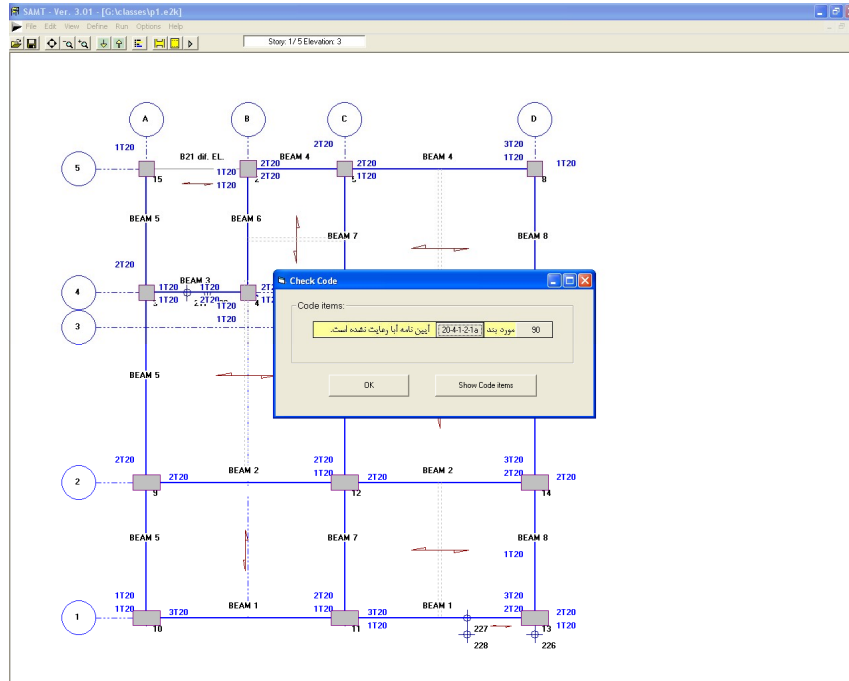 SAMT - Ver, 3.01 - [G:\classes\p1.e2k]
File Edit View Define Run Options Help
Story: 1/ 5 Elevation: 3
A B C D
1T20 2T20 3T20
B21 dif. EL. 2T20 BEAM 4 2T20 BEAM 4 1T20 1T20
5
1T20 2T20 1T20
15 1T20 8
BEAM 5 BEAM 6
BEAM 7 BEAM 8
2T20
BEAM 3
1T20 1T20
4
1T20 2T20 1T20 4 1T20
1T20
3
Check Code
Code items:
90 مورد بند 20-4-1-2-1a آیین نامه آبا رعایت نشده است.
OK Show Code items
BEAM 5
2T20 2T20 3T20
2T20 BEAM 2 1T20 2T20 BEAM 2 2T20 2T20
2
9 12 14
BEAM 5 BEAM 7 BEAM 8
1T20
1T20 2T20 3T20
1T20 3T20 BEAM 1 1T20 3T20 BEAM 1 2T20 2T20
1
10 11 1T20 227 13 1T20
228 226